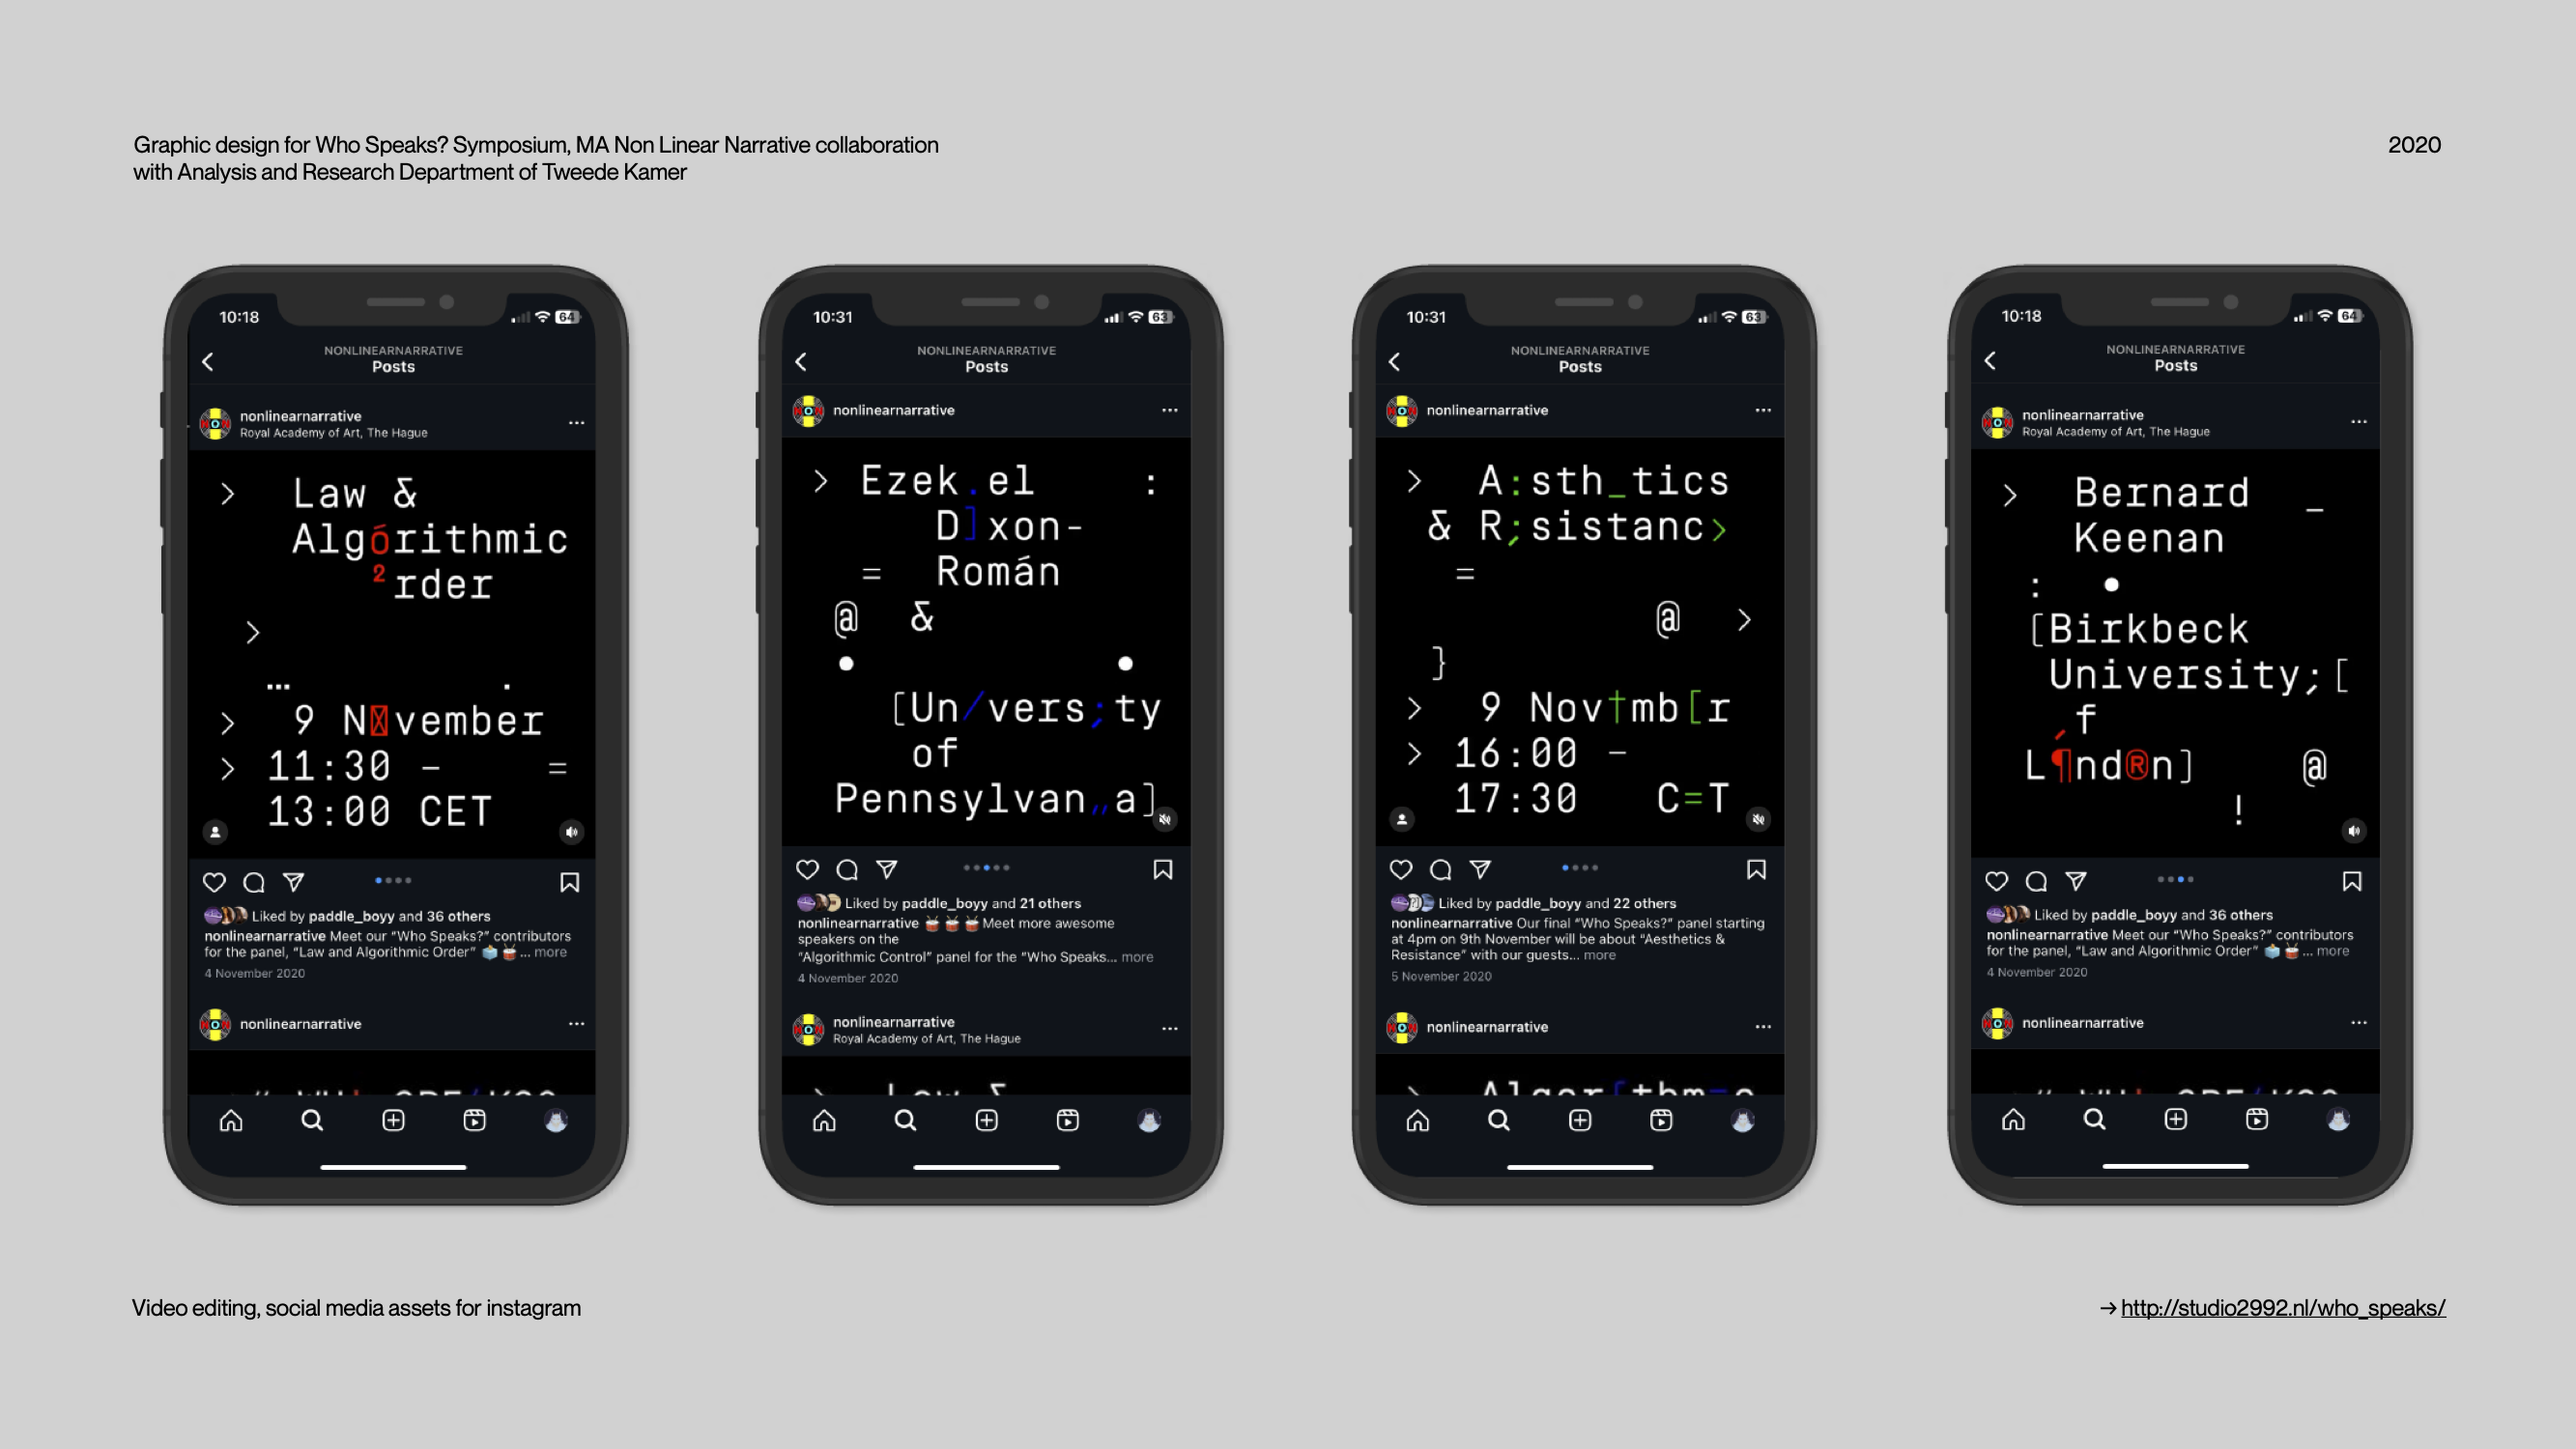 Graphic design for Who Speaks? Symposium, MA Non Linear Narrative collaboration
with Analysis and Research Department of Tweede Kamer
2020
10:18
64
NONLINEARNARRATIVE
Posts
nonlinearnarrative
Royal Academy of Art, The Hague
...
> Law &
Algórithmic
² rder
>
… .
> 9 N☒vember
> 11:30 – =
13:00 CET
Liked by paddle_boyy and 36 others
nonlinearnarrative Meet our “Who Speaks?” contributors
for the panel, “Law and Algorithmic Order” 🗳️ 🥁 ... more
4 November 2020
nonlinearnarrative
...
10:31
63
NONLINEARNARRATIVE
Posts
nonlinearnarrative
...
> Ezek.el :
D]xon-
= Román
@ &
• •
[Un/vers;ty
of
Pennsylvan„a]
Liked by paddle_boyy and 21 others
nonlinearnarrative 🥁 🥁 🥁 Meet more awesome
speakers on the
“Algorithmic Control” panel for the “Who Speaks... more
4 November 2020
nonlinearnarrative
Royal Academy of Art, The Hague
...
10:31
63
NONLINEARNARRATIVE
Posts
nonlinearnarrative
...
> A:sth_tics
& R;sistanc>
=
@ >
}
> 9 Nov†mb[r
> 16:00 –
17:30 C=T
Liked by paddle_boyy and 22 others
nonlinearnarrative Our final “Who Speaks?” panel starting
at 4pm on 9th November will be about “Aesthetics &
Resistance” with our guests... more
5 November 2020
nonlinearnarrative
...
10:18
64
NONLINEARNARRATIVE
Posts
nonlinearnarrative
Royal Academy of Art, The Hague
...
> Bernard _
Keenan
: •
[Birkbeck
University;[
´f
L¶nd®n] @
!
Liked by paddle_boyy and 36 others
nonlinearnarrative Meet our “Who Speaks?” contributors
for the panel, “Law and Algorithmic Order” 🗳️ 🥁 ... more
4 November 2020
nonlinearnarrative
...
Video editing, social media assets for instagram
→ http://studio2992.nl/who_speaks/